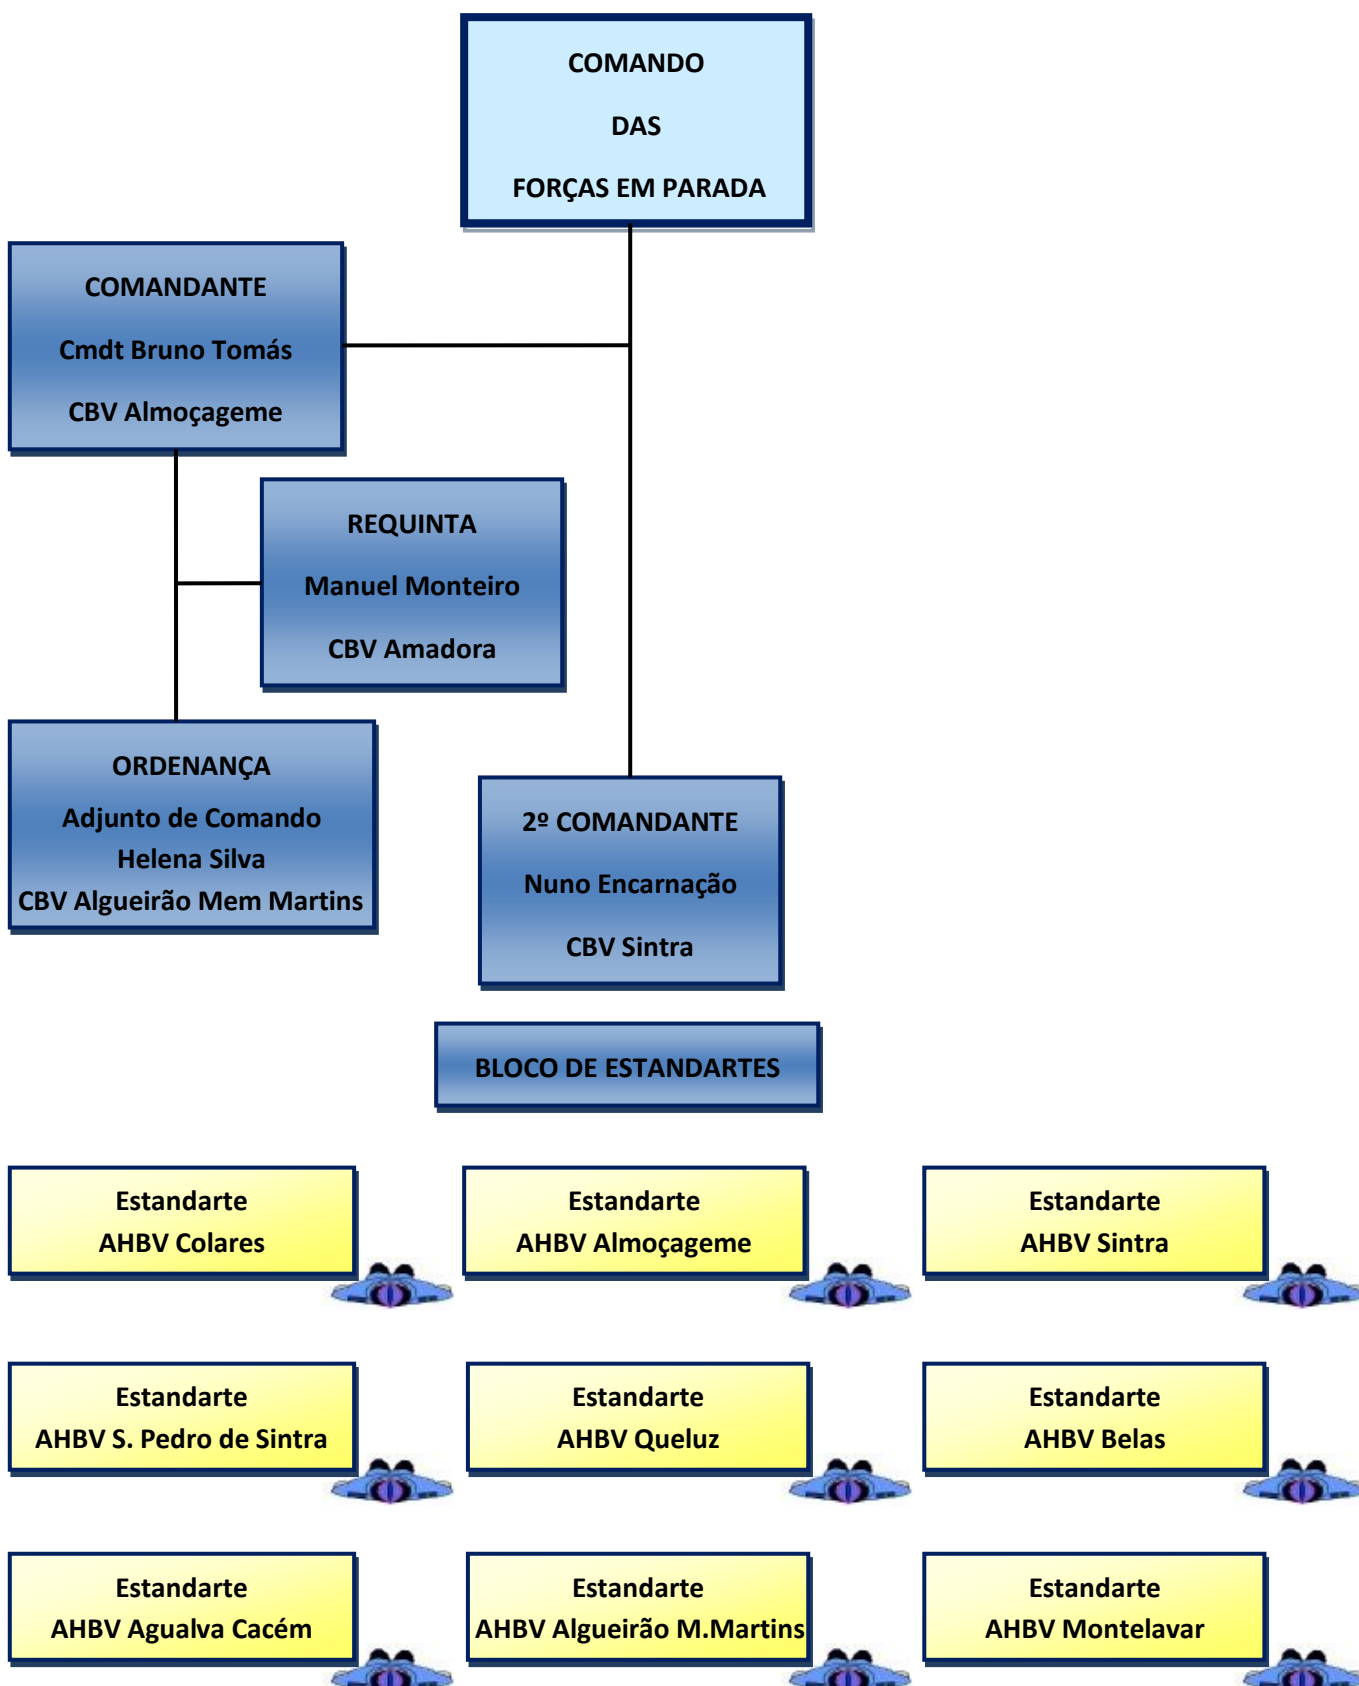 COMANDO
DAS
FORÇAS EM PARADA
COMANDANTE
Cmdt Bruno Tomás
CBV Almoçageme
REQUINTA
Manuel Monteiro
CBV Amadora
ORDENANÇA
Adjunto de Comando
Helena Silva
CBV Algueirão Mem Martins
2º COMANDANTE
Nuno Encarnação
CBV Sintra
BLOCO DE ESTANDARTES
Estandarte
AHBV Colares
Estandarte
AHBV Almoçageme
Estandarte
AHBV Sintra
Estandarte
AHBV S. Pedro de Sintra
Estandarte
AHBV Queluz
Estandarte
AHBV Belas
Estandarte
AHBV Agualva Cacém
Estandarte
AHBV Algueirão M.Martins
Estandarte
AHBV Montelavar